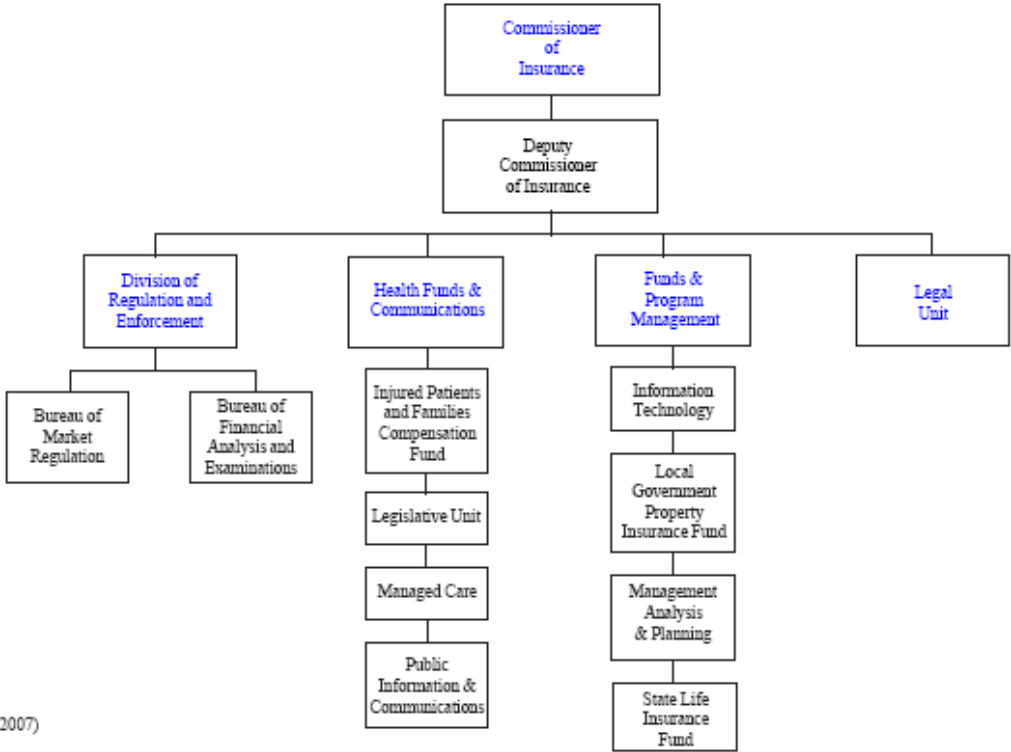 Commissioner
of
Insurance
Deputy
Commissioner
of Insurance
Division of
Regulation and
Enforcement
Health Funds &
Communications
Funds &
Program
Management
Legal
Unit
Bureau of
Market
Regulation
Bureau of
Financial
Analysis and
Examinations
Injured Patients
and Families
Compensation
Fund
Legislative Unit
Managed Care
Public
Information &
Communications
Information
Technology
Local
Government
Property
Insurance Fund
Management
Analysis
& Planning
State Life
Insurance
Fund
2007)